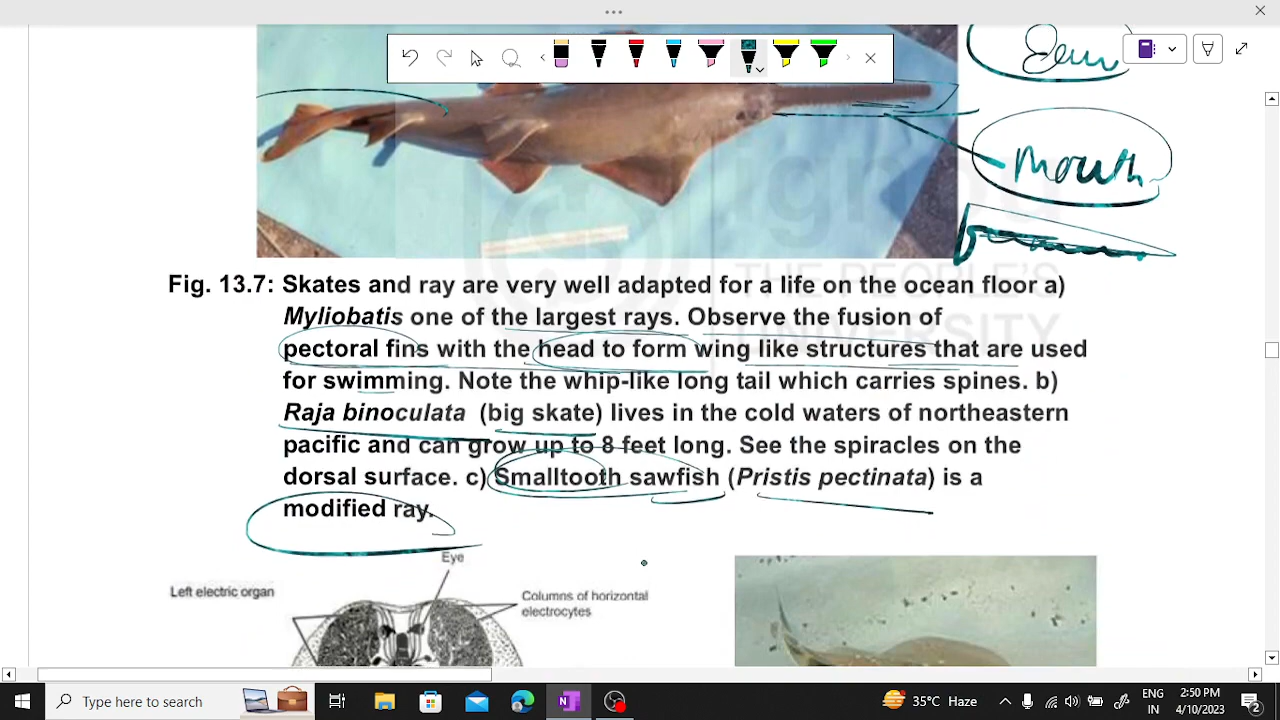 Mouth
ignou
THE PEOPLE'S
UNIVERSITY
Fig. 13.7: Skates and ray are very well adapted for a life on the ocean floor a)
Myliobatis one of the largest rays. Observe the fusion of
pectoral fins with the head to form wing like structures that are used
for swimming. Note the whip-like long tail which carries spines. b)
Raja binoculata (big skate) lives in the cold waters of northeastern
pacific and can grow up to 8 feet long. See the spiracles on the
dorsal surface. c) Smalltooth sawfish (Pristis pectinata) is a
modified ray.
Eye
Left electric organ
Columns of horizontal
electrocytes
Type here to search
35°C Haze
ENG
IN
2:50 PM
4/10/2023
2